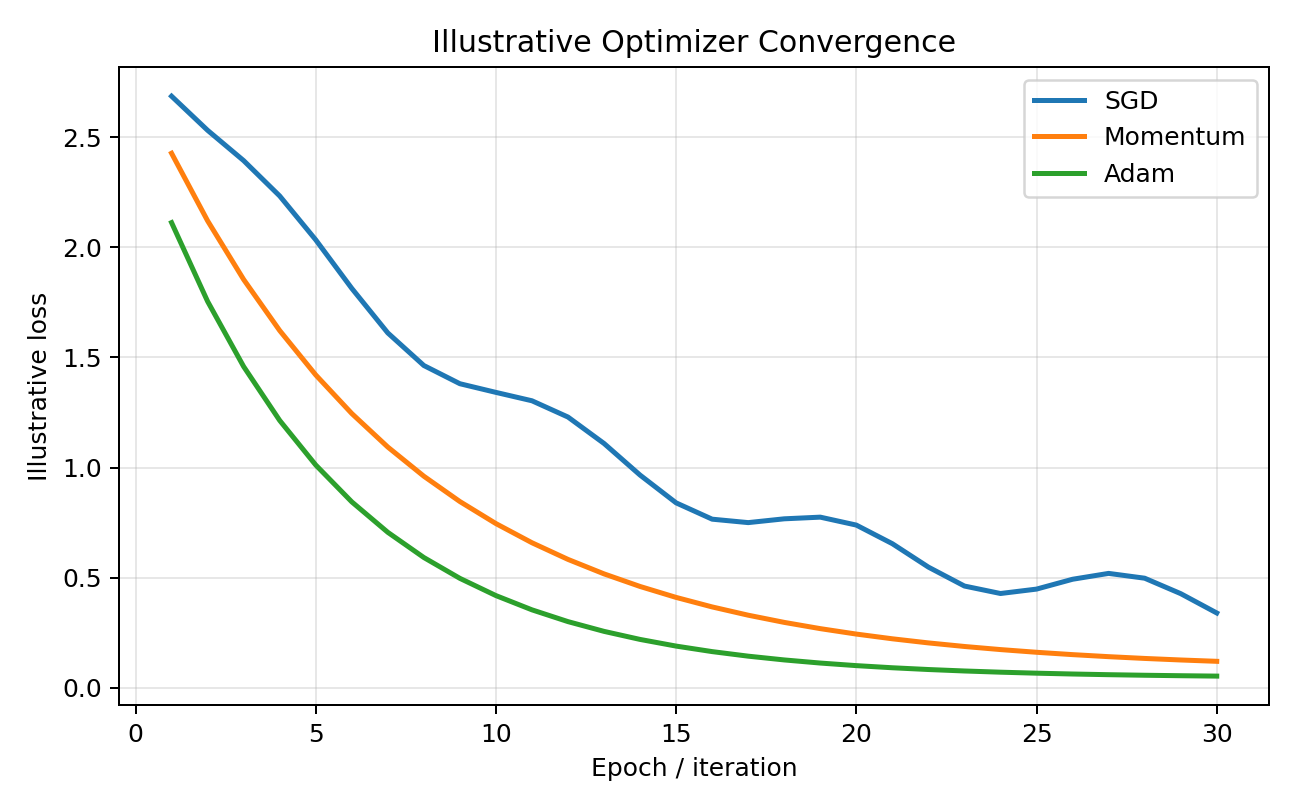 Illustrative Optimizer Convergence
SGD
Momentum
Adam
Illustrative loss
2.5
2.0
1.5
1.0
0.5
0.0
0 5 10 15 20 25 30
Epoch / iteration